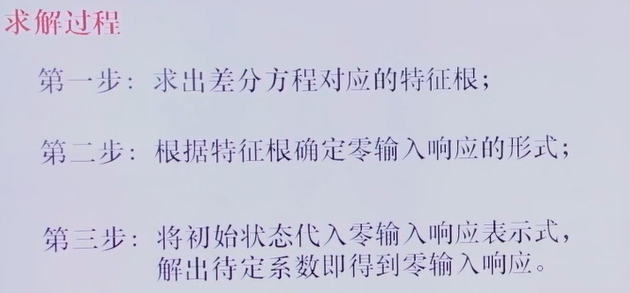 求解过程
第一步：求出差分方程对应的特征根；
第二步：根据特征根确定零输入响应的形式；
第三步：将初始状态代入零输入响应表示式，
解出待定系数即得到零输入响应。